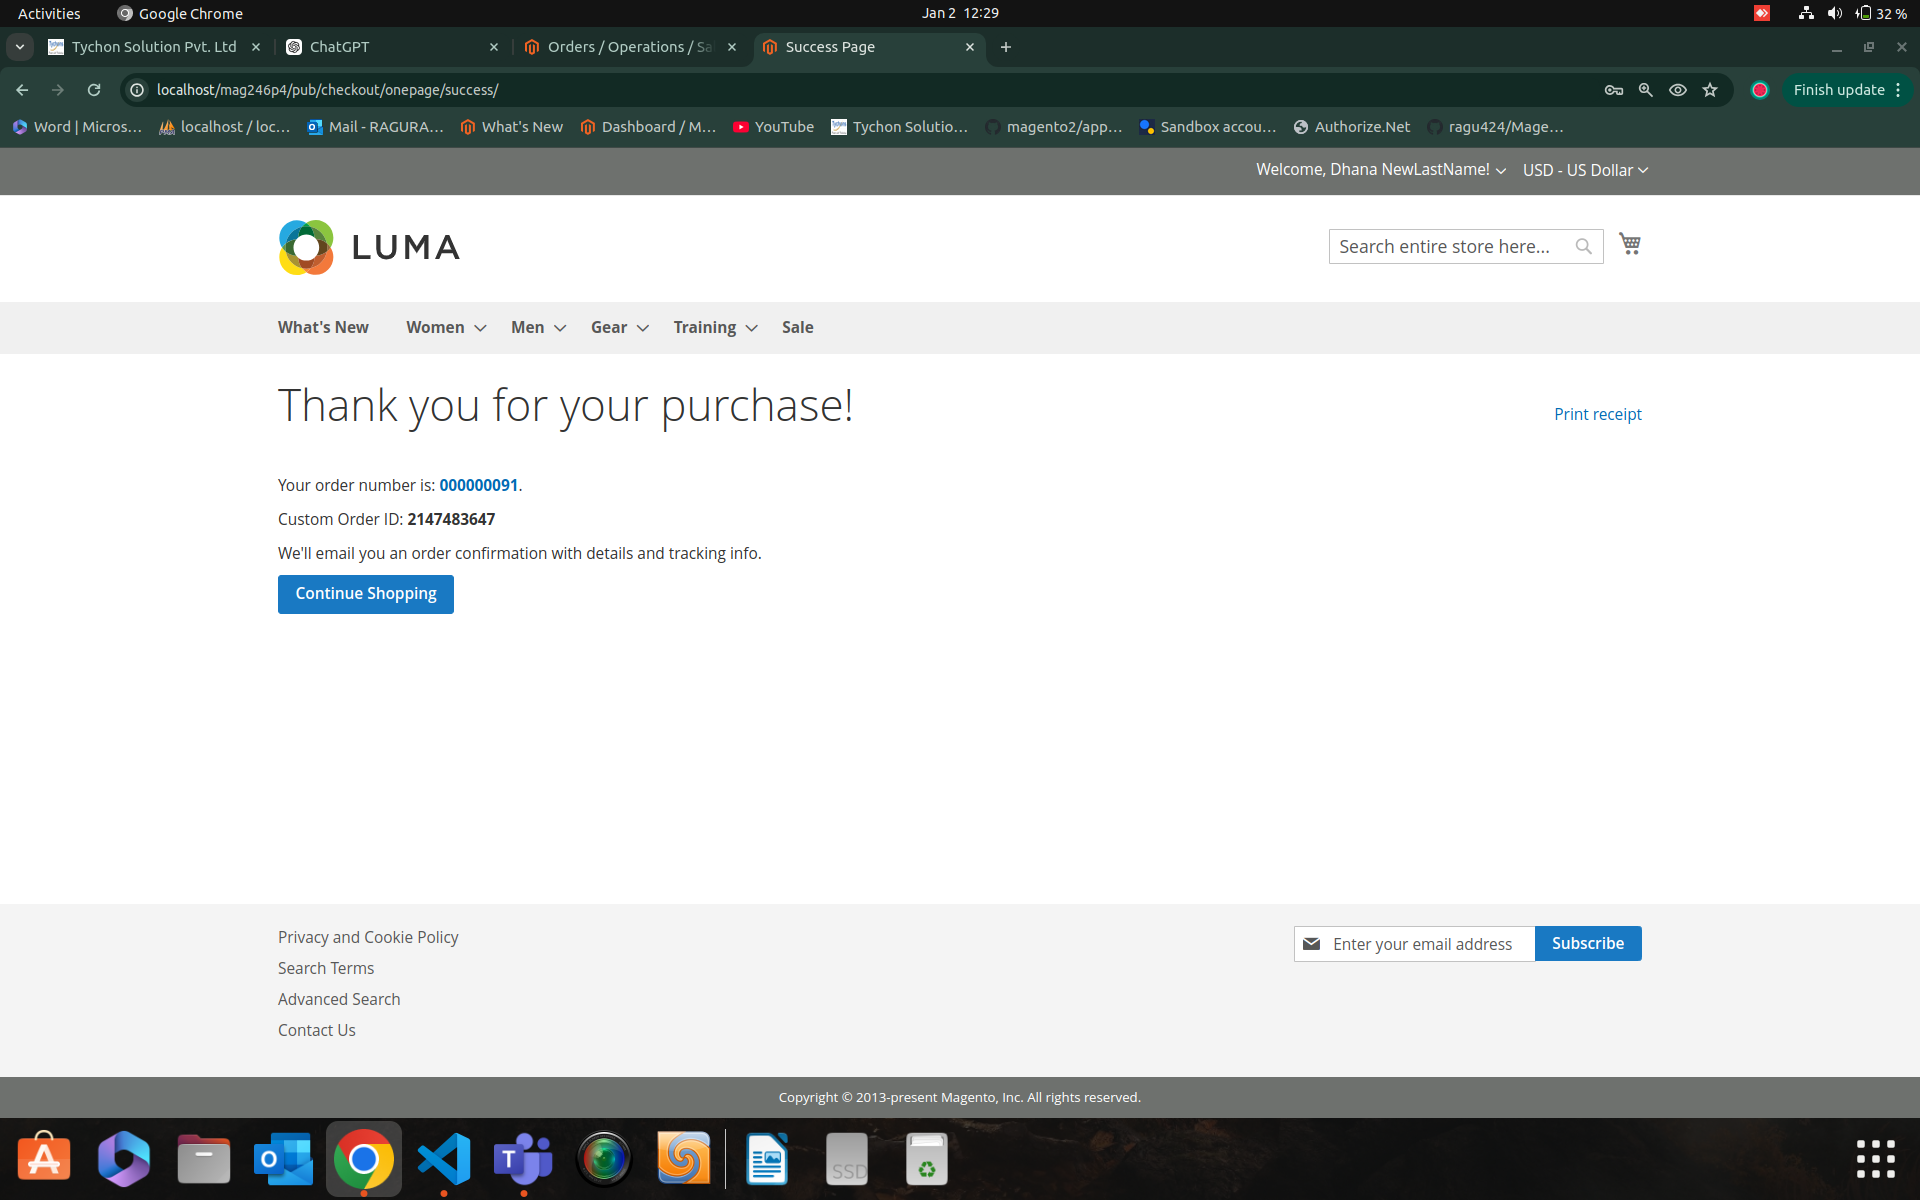 Activities Google Chrome Jan 2 12:29 32 %
Tychon Solution Pvt. Ltd ChatGPT Orders / Operations / Sa Success Page
localhost/mag246p4/pub/checkout/onepage/success/ Finish update
Word | Micros... localhost / loc... Mail - RAGURA... What's New Dashboard / M... YouTube Tychon Solutio... magento2/app... Sandbox accou... Authorize.Net ragu424/Mage...
Welcome, Dhana NewLastName! USD - US Dollar
LUMA
Search entire store here...
What's New Women Men Gear Training Sale
Thank you for your purchase!
Print receipt
Your order number is: 000000091.
Custom Order ID: 2147483647
We'll email you an order confirmation with details and tracking info.
Continue Shopping
Privacy and Cookie Policy
Search Terms
Advanced Search
Contact Us
Enter your email address Subscribe
Copyright © 2013-present Magento, Inc. All rights reserved.
SSD